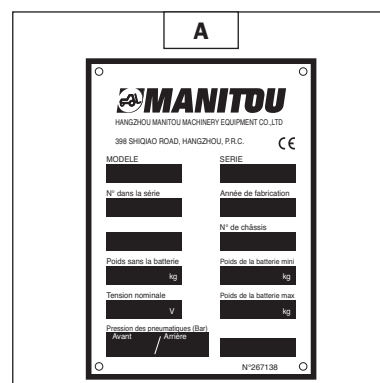 A
MANITOU
HANGZHOU MANITOU MACHINERY EQUIPMENT CO.,LTD
398 SHIQIAO ROAD, HANGZHOU, P.R.C. CE
MODELE SERIE
N° dans la série Année de fabrication
N° de châssis
Poids sans la batterie Poids de la batterie mini
kg kg
Tension nominale Poids de la batterie max
V kg
Pression des pneumatiques (Bar)
Avant / Arrière
N°267138